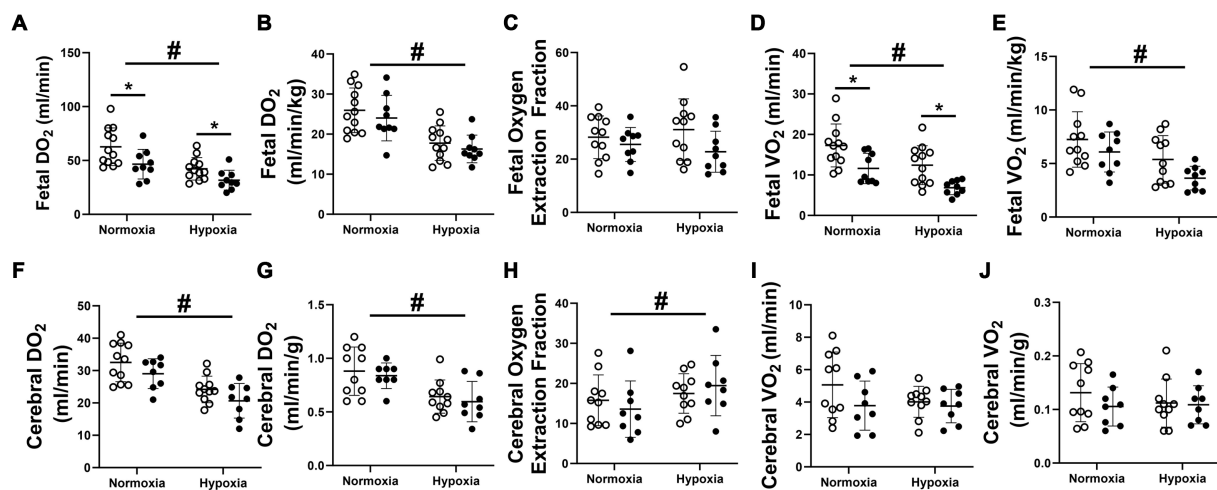 A
Fetal DO2 (ml/min)
150
100
50
0
*
#
*
Normoxia
Hypoxia
B
Fetal DO2
(ml/min/kg)
40
30
20
10
0
#
Normoxia
Hypoxia
C
Fetal Oxygen
Extraction Fraction
60
40
20
0
Normoxia
Hypoxia
D
Fetal VO2 (ml/min)
40
30
20
10
0
*
#
*
Normoxia
Hypoxia
E
Fetal VO2 (ml/min/kg)
15
10
5
0
#
Normoxia
Hypoxia
F
Cerebral DO2
(ml/min)
50
40
30
20
10
0
#
Normoxia
Hypoxia
G
Cerebral DO2
(ml/min/g)
1.5
1.0
0.5
0.0
#
Normoxia
Hypoxia
H
Cerebral Oxygen
Extraction Fraction
40
30
20
10
0
#
Normoxia
Hypoxia
I
Cerebral VO2 (ml/min)
10
8
6
4
2
0
Normoxia
Hypoxia
J
Cerebral VO2
(ml/min/g)
0.3
0.2
0.1
0.0
Normoxia
Hypoxia